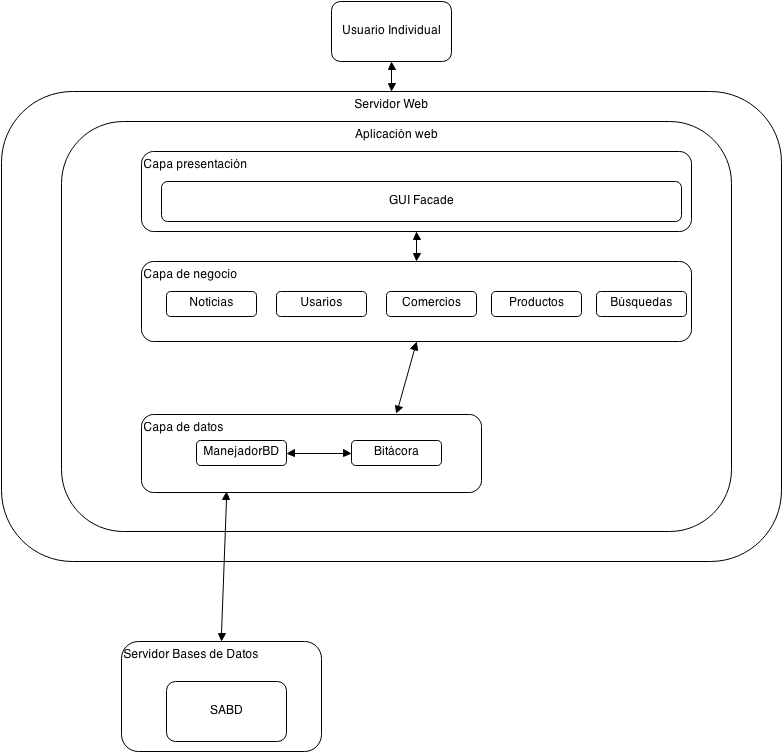 Usuario Individual
Servidor Web
Aplicación web
Capa presentación
GUI Facade
Capa de negocio
Noticias
Usarios
Comercios
Productos
Búsquedas
Capa de datos
ManejadorBD
Bitácora
Servidor Bases de Datos
SABD